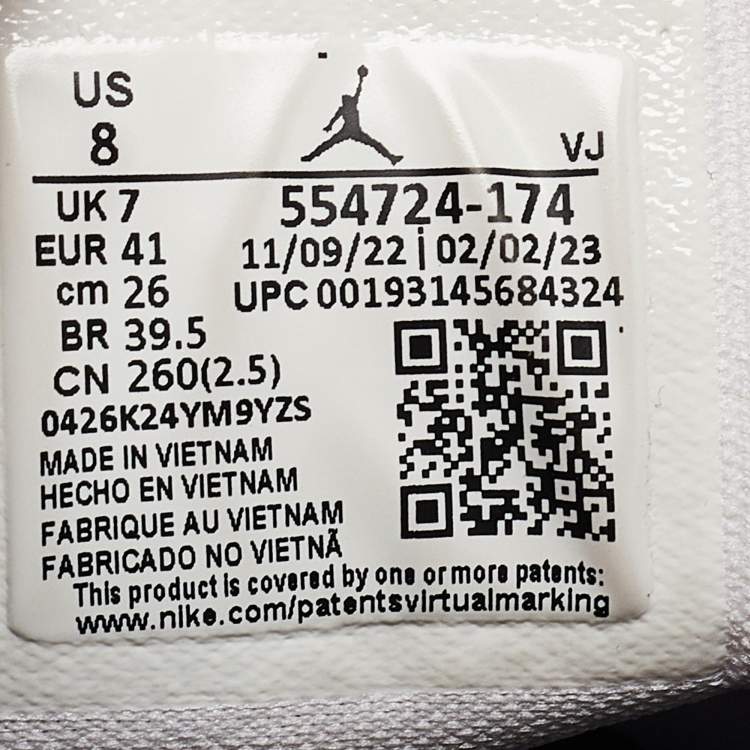 US
8
VJ
UK 7
554724-174
EUR 41
11/09/22 | 02/02/23
cm 26
UPC 00193145684324
BR 39.5
CN 260(2.5)
0426K24YM9YZS
MADE IN VIETNAM
HECHO EN VIETNAM
FABRIQUE AU VIETNAM
FABRICADO NO VIETNÃ
This product is covered by one or more patents:
www.nike.com/patentsvirtualmarking